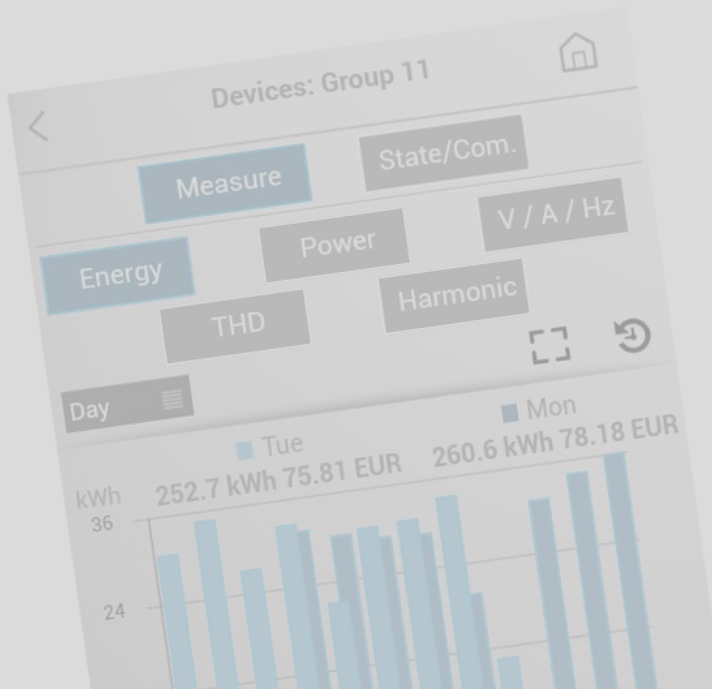 Devices: Group 11
Measure State/Com.
Energy Power V / A / Hz
THD Harmonic
Day
Tue Mon
kWh 252.7 kWh 75.81 EUR 260.6 kWh 78.18 EUR
36
24